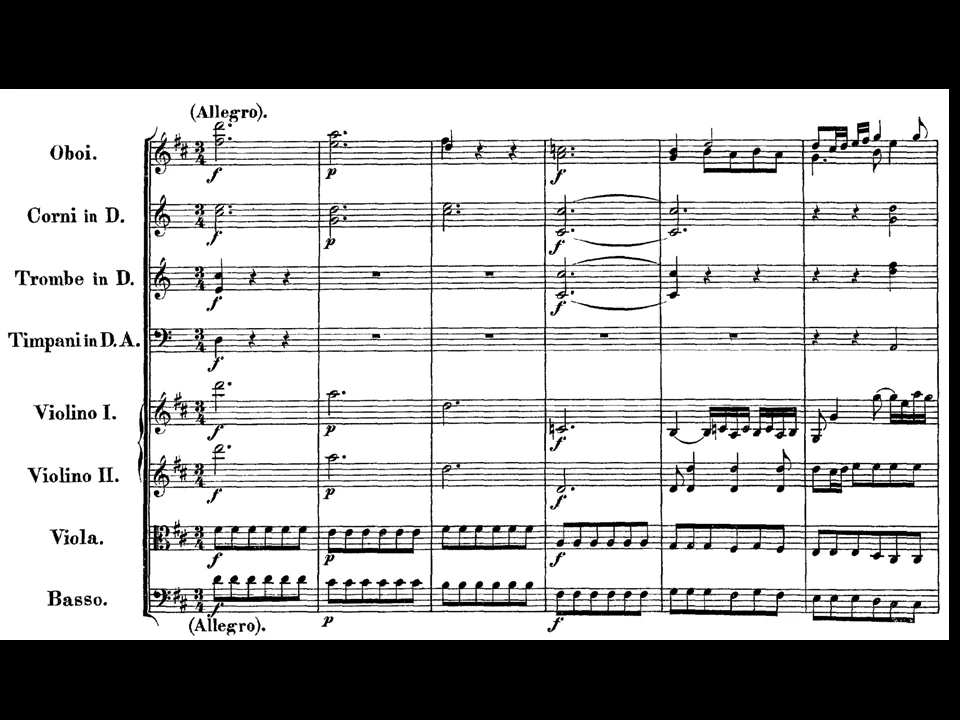 (Allegro).
Oboi.
f p f
Corni in D.
f p f
Trombe in D.
f f
Timpani in D. A.
f
Violino I.
f p f
Violino II.
f p f
Viola.
f p f
Basso.
f p f
(Allegro).